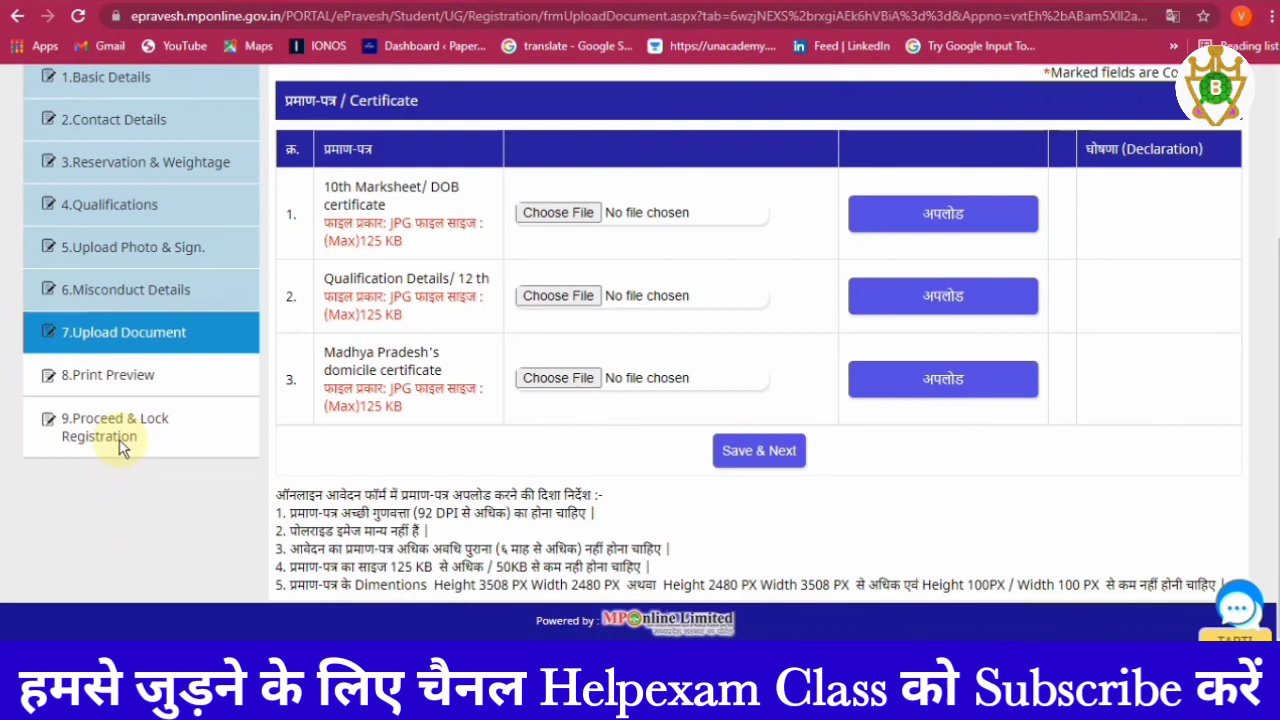 epravesh.mponline.gov.in/PORTAL/ePravesh/Student/UG/Registration/frmUploadDocument.aspx?tab=6wzjNEXS%2brxgiAEk6hVBiA%3d%3d&Appno=vxtEh%2bABam5Xll2a... V
Apps Gmail YouTube Maps IONOS Dashboard ‹ Paper... translate - Google S... https://unacademy.... Feed | LinkedIn Try Google Input To... » Reading list
*Marked fields are Co
1.Basic Details
2.Contact Details
3.Reservation & Weightage
4.Qualifications
5.Upload Photo & Sign.
6.Misconduct Details
7.Upload Document
8.Print Preview
9.Proceed & Lock
Registration
प्रमाण-पत्र / Certificate
B
क्र. प्रमाण-पत्र घोषणा (Declaration)
10th Marksheet/ DOB
certificate
1. Choose File No file chosen अपलोड
फाइल प्रकार: JPG फाइल साइज :
(Max)125 KB
Qualification Details/ 12 th
2. फाइल प्रकार: JPG फाइल साइज : Choose File No file chosen अपलोड
(Max)125 KB
Madhya Pradesh's
domicile certificate
3. Choose File No file chosen अपलोड
फाइल प्रकार: JPG फाइल साइज :
(Max)125 KB
Save & Next
ऑनलाइन आवेदन फॉर्म में प्रमाण-पत्र अपलोड करने की दिशा निर्देश :-
1. प्रमाण-पत्र अच्छी गुणवत्ता (92 DPI से अधिक) का होना चाहिए |
2. पोलराइड इमेज मान्य नहीं हैं |
3. आवेदन का प्रमाण-पत्र अधिक अवधि पुराना (६ माह से अधिक) नहीं होना चाहिए |
4. प्रमाण-पत्र का साइज 125 KB से अधिक / 50KB से कम नही होना चाहिए |
5. प्रमाण-पत्र के Dimentions Height 3508 PX Width 2480 PX अथवा Height 2480 PX Width 3508 PX से अधिक एवं Height 100PX / Width 100 PX से कम नहीं होनी चाहिए |
Powered by : MPOnline Limited
हमसे जुड़ने के लिए चैनल Helpexam Class को Subscribe करें